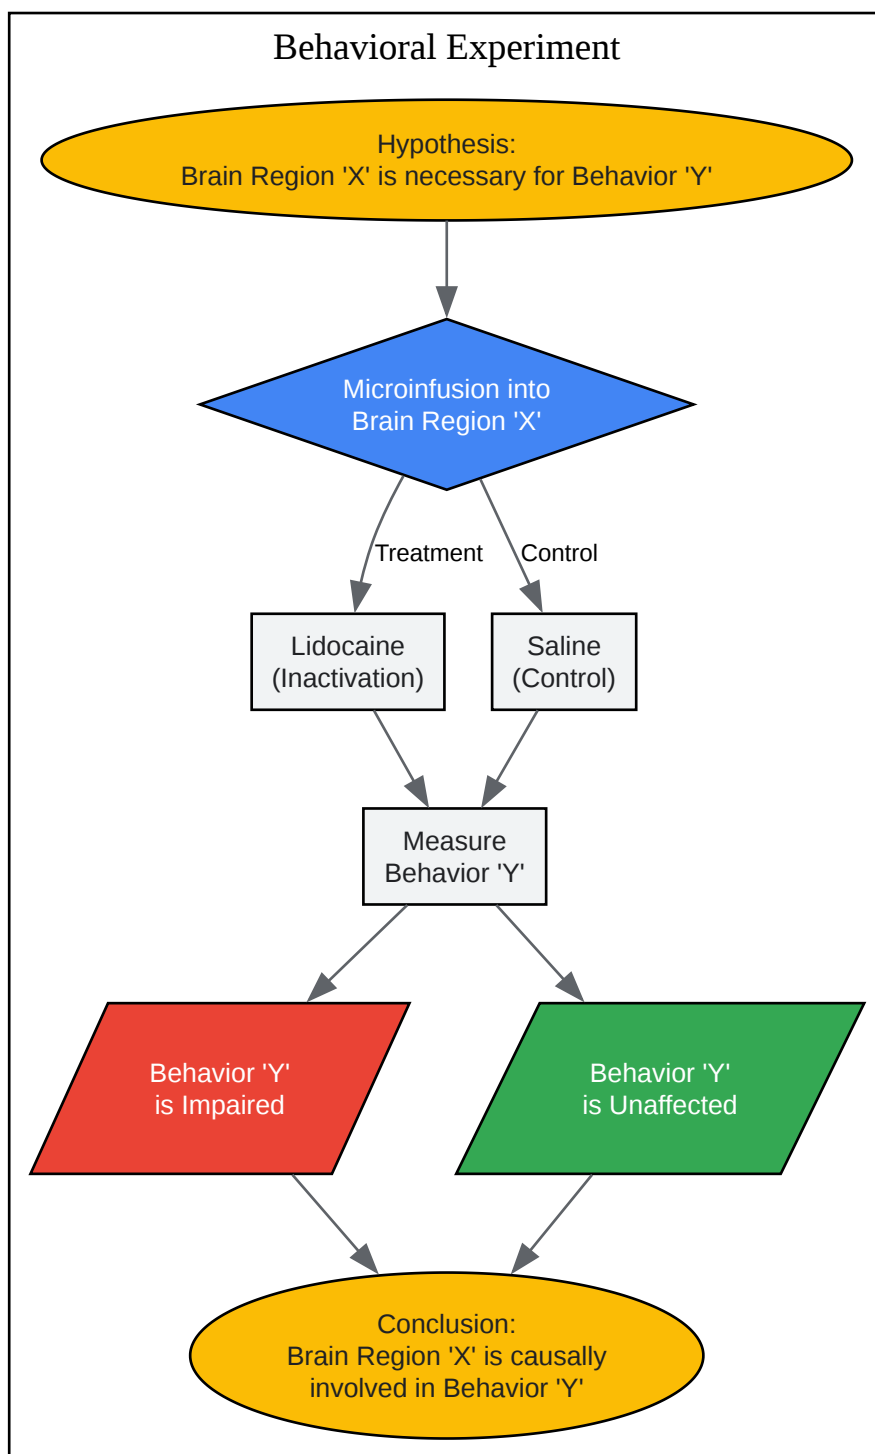 Behavioral Experiment
Hypothesis:
Brain Region 'X' is necessary for Behavior 'Y'
Microinfusion into
Brain Region 'X'
Treatment
Control
Lidocaine
(Inactivation)
Saline
(Control)
Measure
Behavior 'Y'
Behavior 'Y'
is Impaired
Behavior 'Y'
is Unaffected
Conclusion:
Brain Region 'X' is causally
involved in Behavior 'Y'